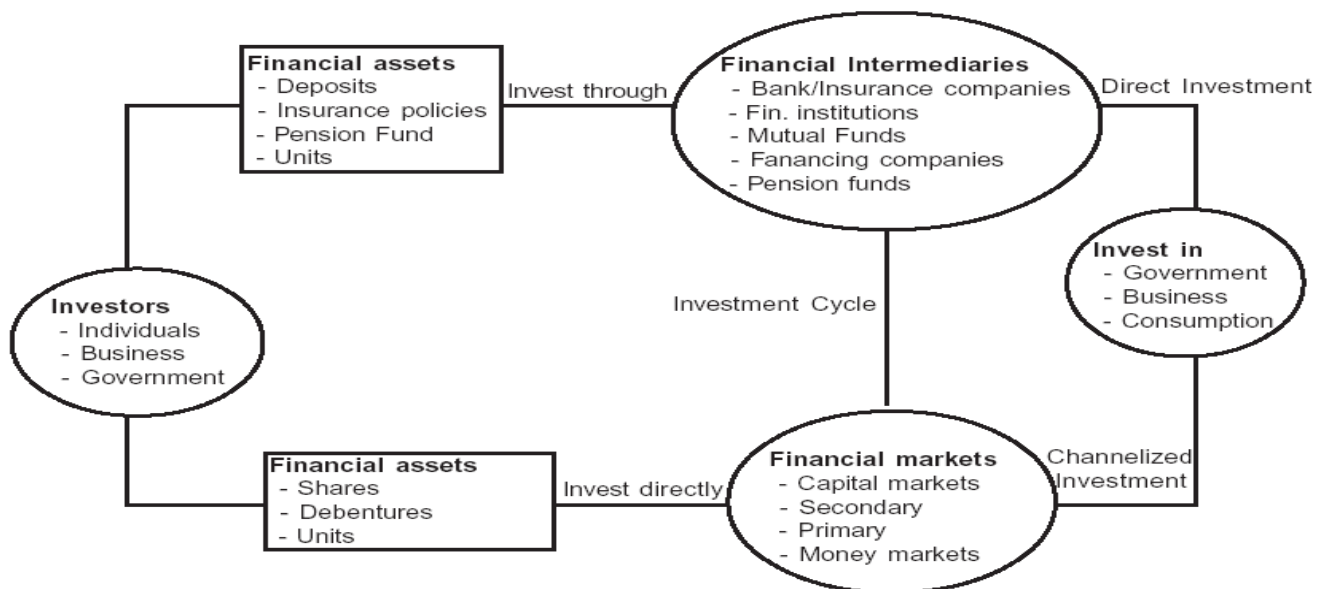 Financial assets
- Deposits
- Insurance policies
- Pension Fund
- Units
Invest through
Financial Intermediaries
- Bank/Insurance companies
- Fin. institutions
- Mutual Funds
- Fanancing companies
- Pension funds
Direct Investment
Investors
- Individuals
- Business
- Government
Investment Cycle
Invest in
- Government
- Business
- Consumption
Financial assets
- Shares
- Debentures
- Units
Invest directly
Financial markets
- Capital markets
- Secondary
- Primary
- Money markets
Channelized
Investment